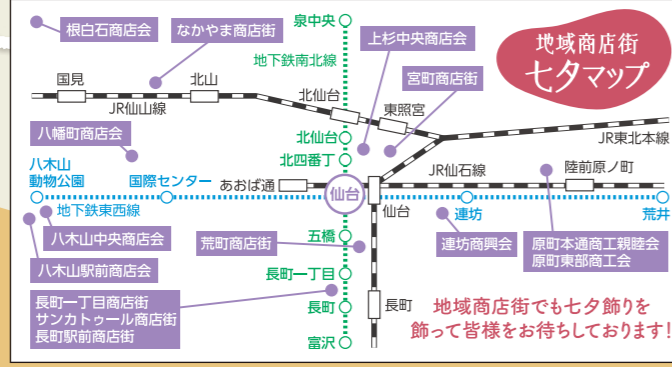 地域商店街
七夕マップ
根白石商店会
なかやま商店街
泉中央
上杉中央商店会
地下鉄南北線
宮町商店街
国見
北山
北仙台
東照宮
JR仙山線
JR東北本線
八幡町商店会
北仙台
北四番丁
JR仙石線
陸前原ノ町
八木山
動物公園
国際センター
あおば通
仙台
仙台
連坊
荒井
地下鉄東西線
八木山中央商店会
荒町商店街
五橋
連坊商興会
原町本通商工親睦会
原町東部商工会
八木山駅前商店会
長町一丁目
長町一丁目商店街
サンカトゥール商店街
長町駅前商店街
長町
長町
富沢
地域商店街でも七夕飾りを
飾って皆様をお待ちしております!